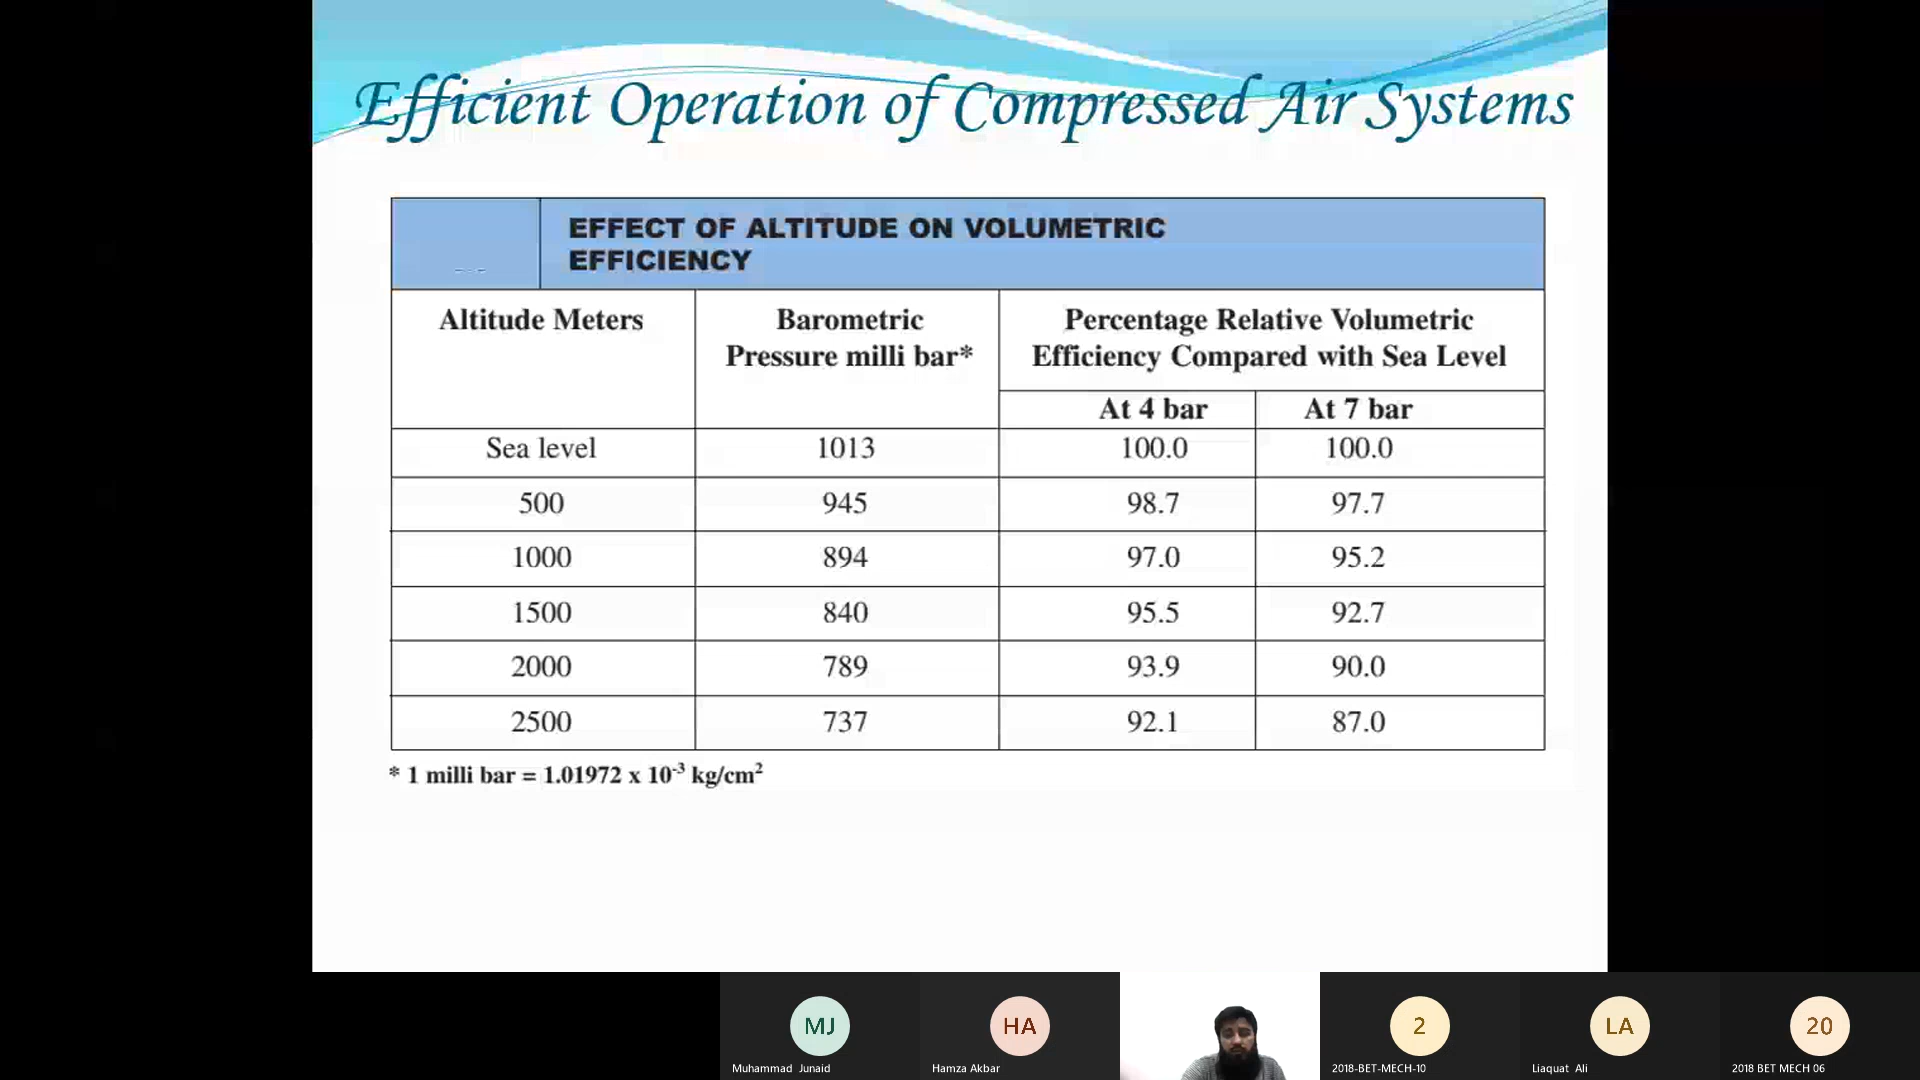 Efficient Operation of Compressed Air Systems
EFFECT OF ALTITUDE ON VOLUMETRIC
EFFICIENCY
Altitude Meters
Barometric
Pressure milli bar*
Percentage Relative Volumetric
Efficiency Compared with Sea Level
At 4 bar At 7 bar
Sea level 1013 100.0 100.0
500 945 98.7 97.7
1000 894 97.0 95.2
1500 840 95.5 92.7
2000 789 93.9 90.0
2500 737 92.1 87.0
* 1 milli bar = 1.01972 x 10⁻³ kg/cm²
MJ HA 2 LA 20
Muhammad Junaid Hamza Akbar 2018-BET-MECH-10 Liaquat Ali 2018 BET MECH 06